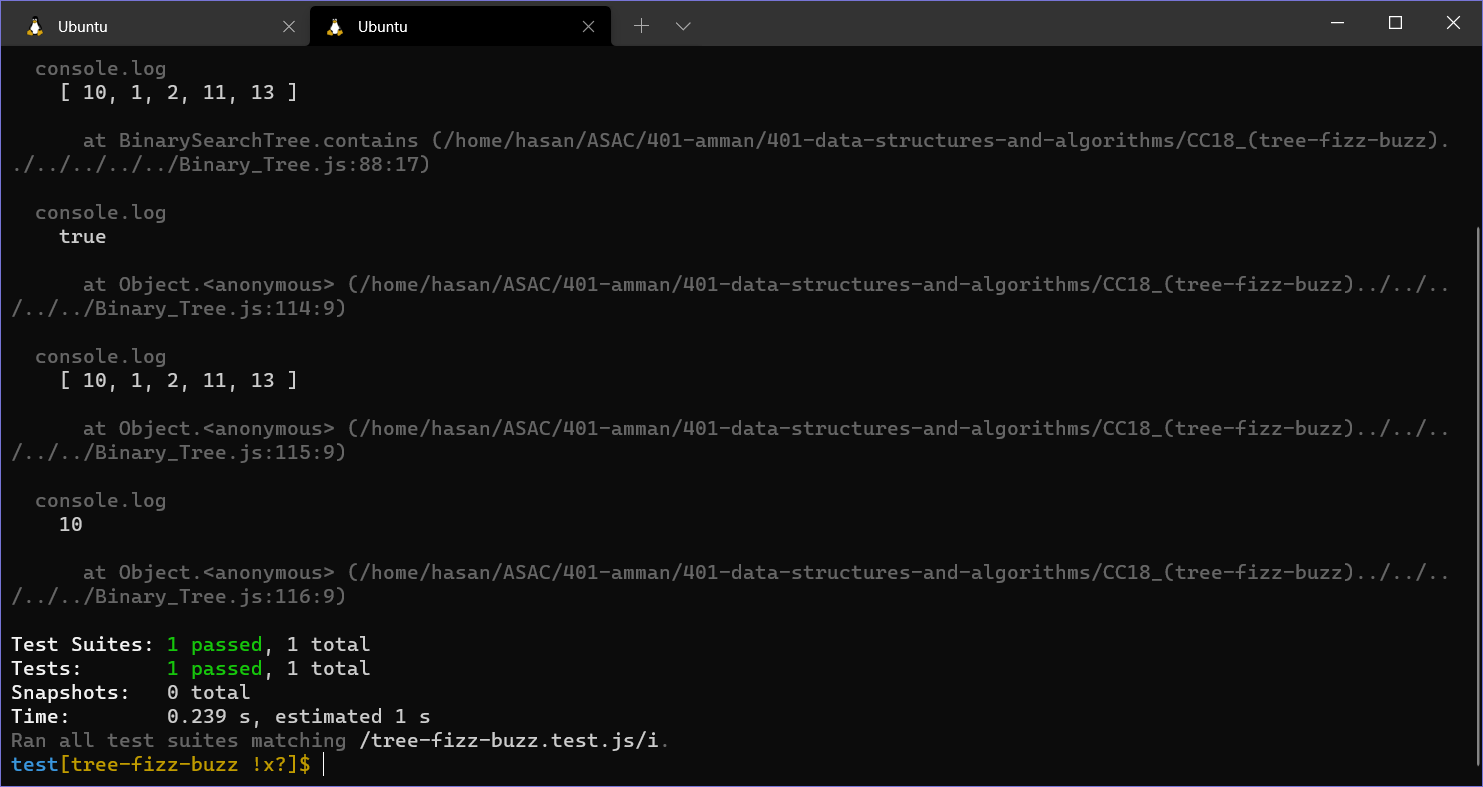 Ubuntu
Ubuntu
console.log
[ 10, 1, 2, 11, 13 ]
at BinarySearchTree.contains (/home/hasan/ASAC/401-amman/401-data-structures-and-algorithms/CC18_(tree-fizz-buzz).
./../../../../Binary_Tree.js:88:17)
console.log
true
at Object.<anonymous> (/home/hasan/ASAC/401-amman/401-data-structures-and-algorithms/CC18_(tree-fizz-buzz)../../..
/../../Binary_Tree.js:114:9)
console.log
[ 10, 1, 2, 11, 13 ]
at Object.<anonymous> (/home/hasan/ASAC/401-amman/401-data-structures-and-algorithms/CC18_(tree-fizz-buzz)../../..
/../../Binary_Tree.js:115:9)
console.log
10
at Object.<anonymous> (/home/hasan/ASAC/401-amman/401-data-structures-and-algorithms/CC18_(tree-fizz-buzz)../../..
/../../Binary_Tree.js:116:9)
Test Suites: 1 passed, 1 total
Tests:       1 passed, 1 total
Snapshots:   0 total
Time:        0.239 s, estimated 1 s
Ran all test suites matching /tree-fizz-buzz.test.js/i.
test[tree-fizz-buzz !x?]$